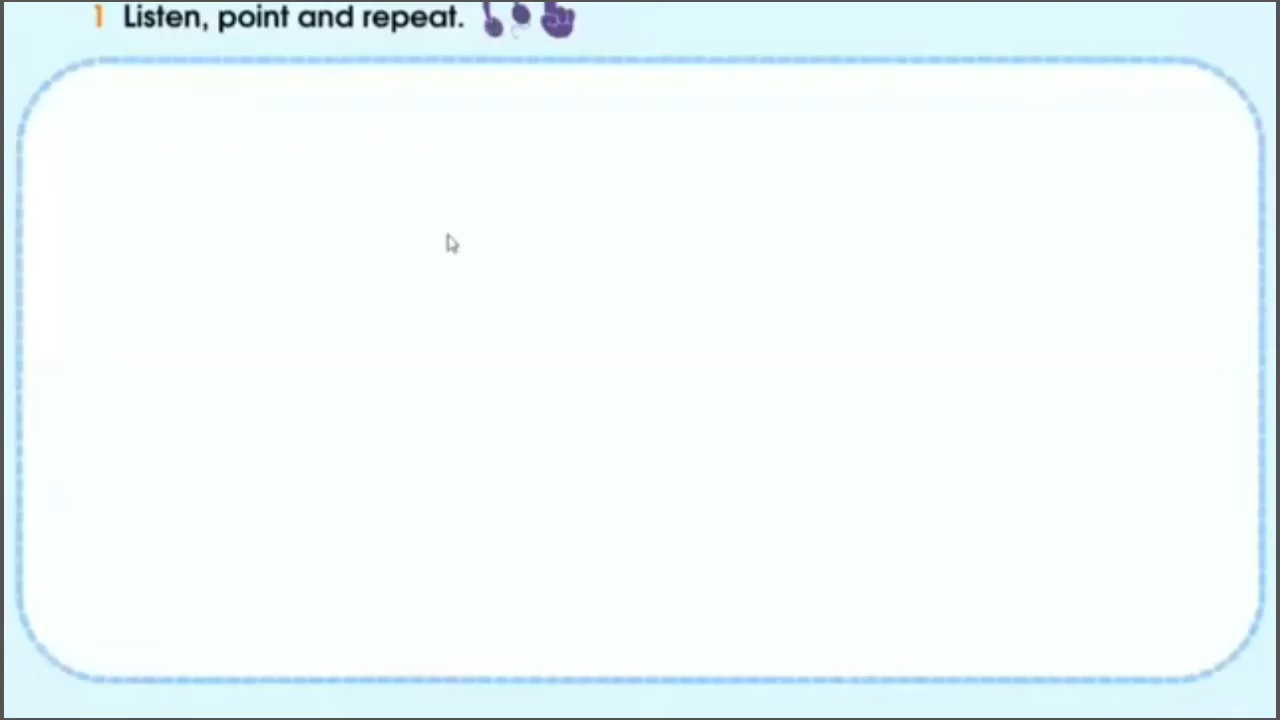 1 Listen, point and repeat.